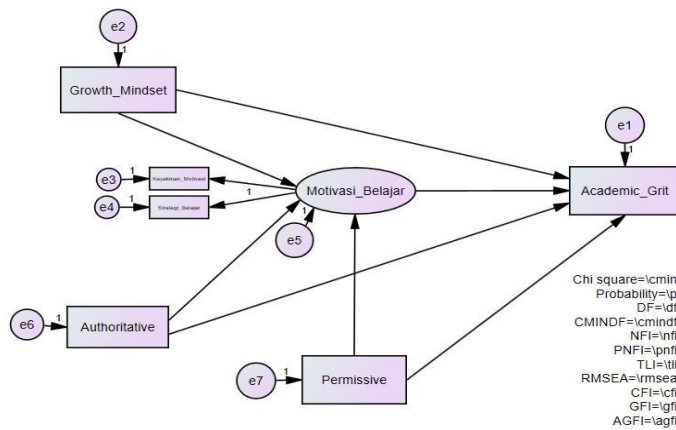 e2
1
Growth_Mindset
e1
1
e3
1
Keyakinan_Motivasi
Motivasi_Belajar
Academic_Grit
e4
1
Strategi_Belajar
1
1
e5
Chi square=\cmin
Probability=\p
DF=\df
CMINDF=\cmindf
NFI=\nfi
PNFI=\pnfi
TLI=\tli
RMSEA=\rmsea
CFI=\cfi
GFI=\gfi
AGFI=\agfi
e6
1
Authoritative
e7
1
Permissive